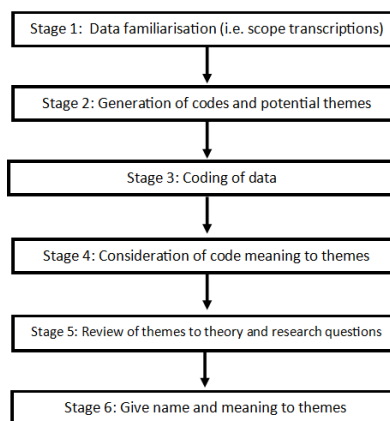 Stage 1:  Data familiarisation (i.e. scope transcriptions)
Stage 2: Generation of codes and potential themes
Stage 3: Coding of data
Stage 4: Consideration of code meaning to themes
Stage 5: Review of themes to theory and research questions
Stage 6: Give name and meaning to themes